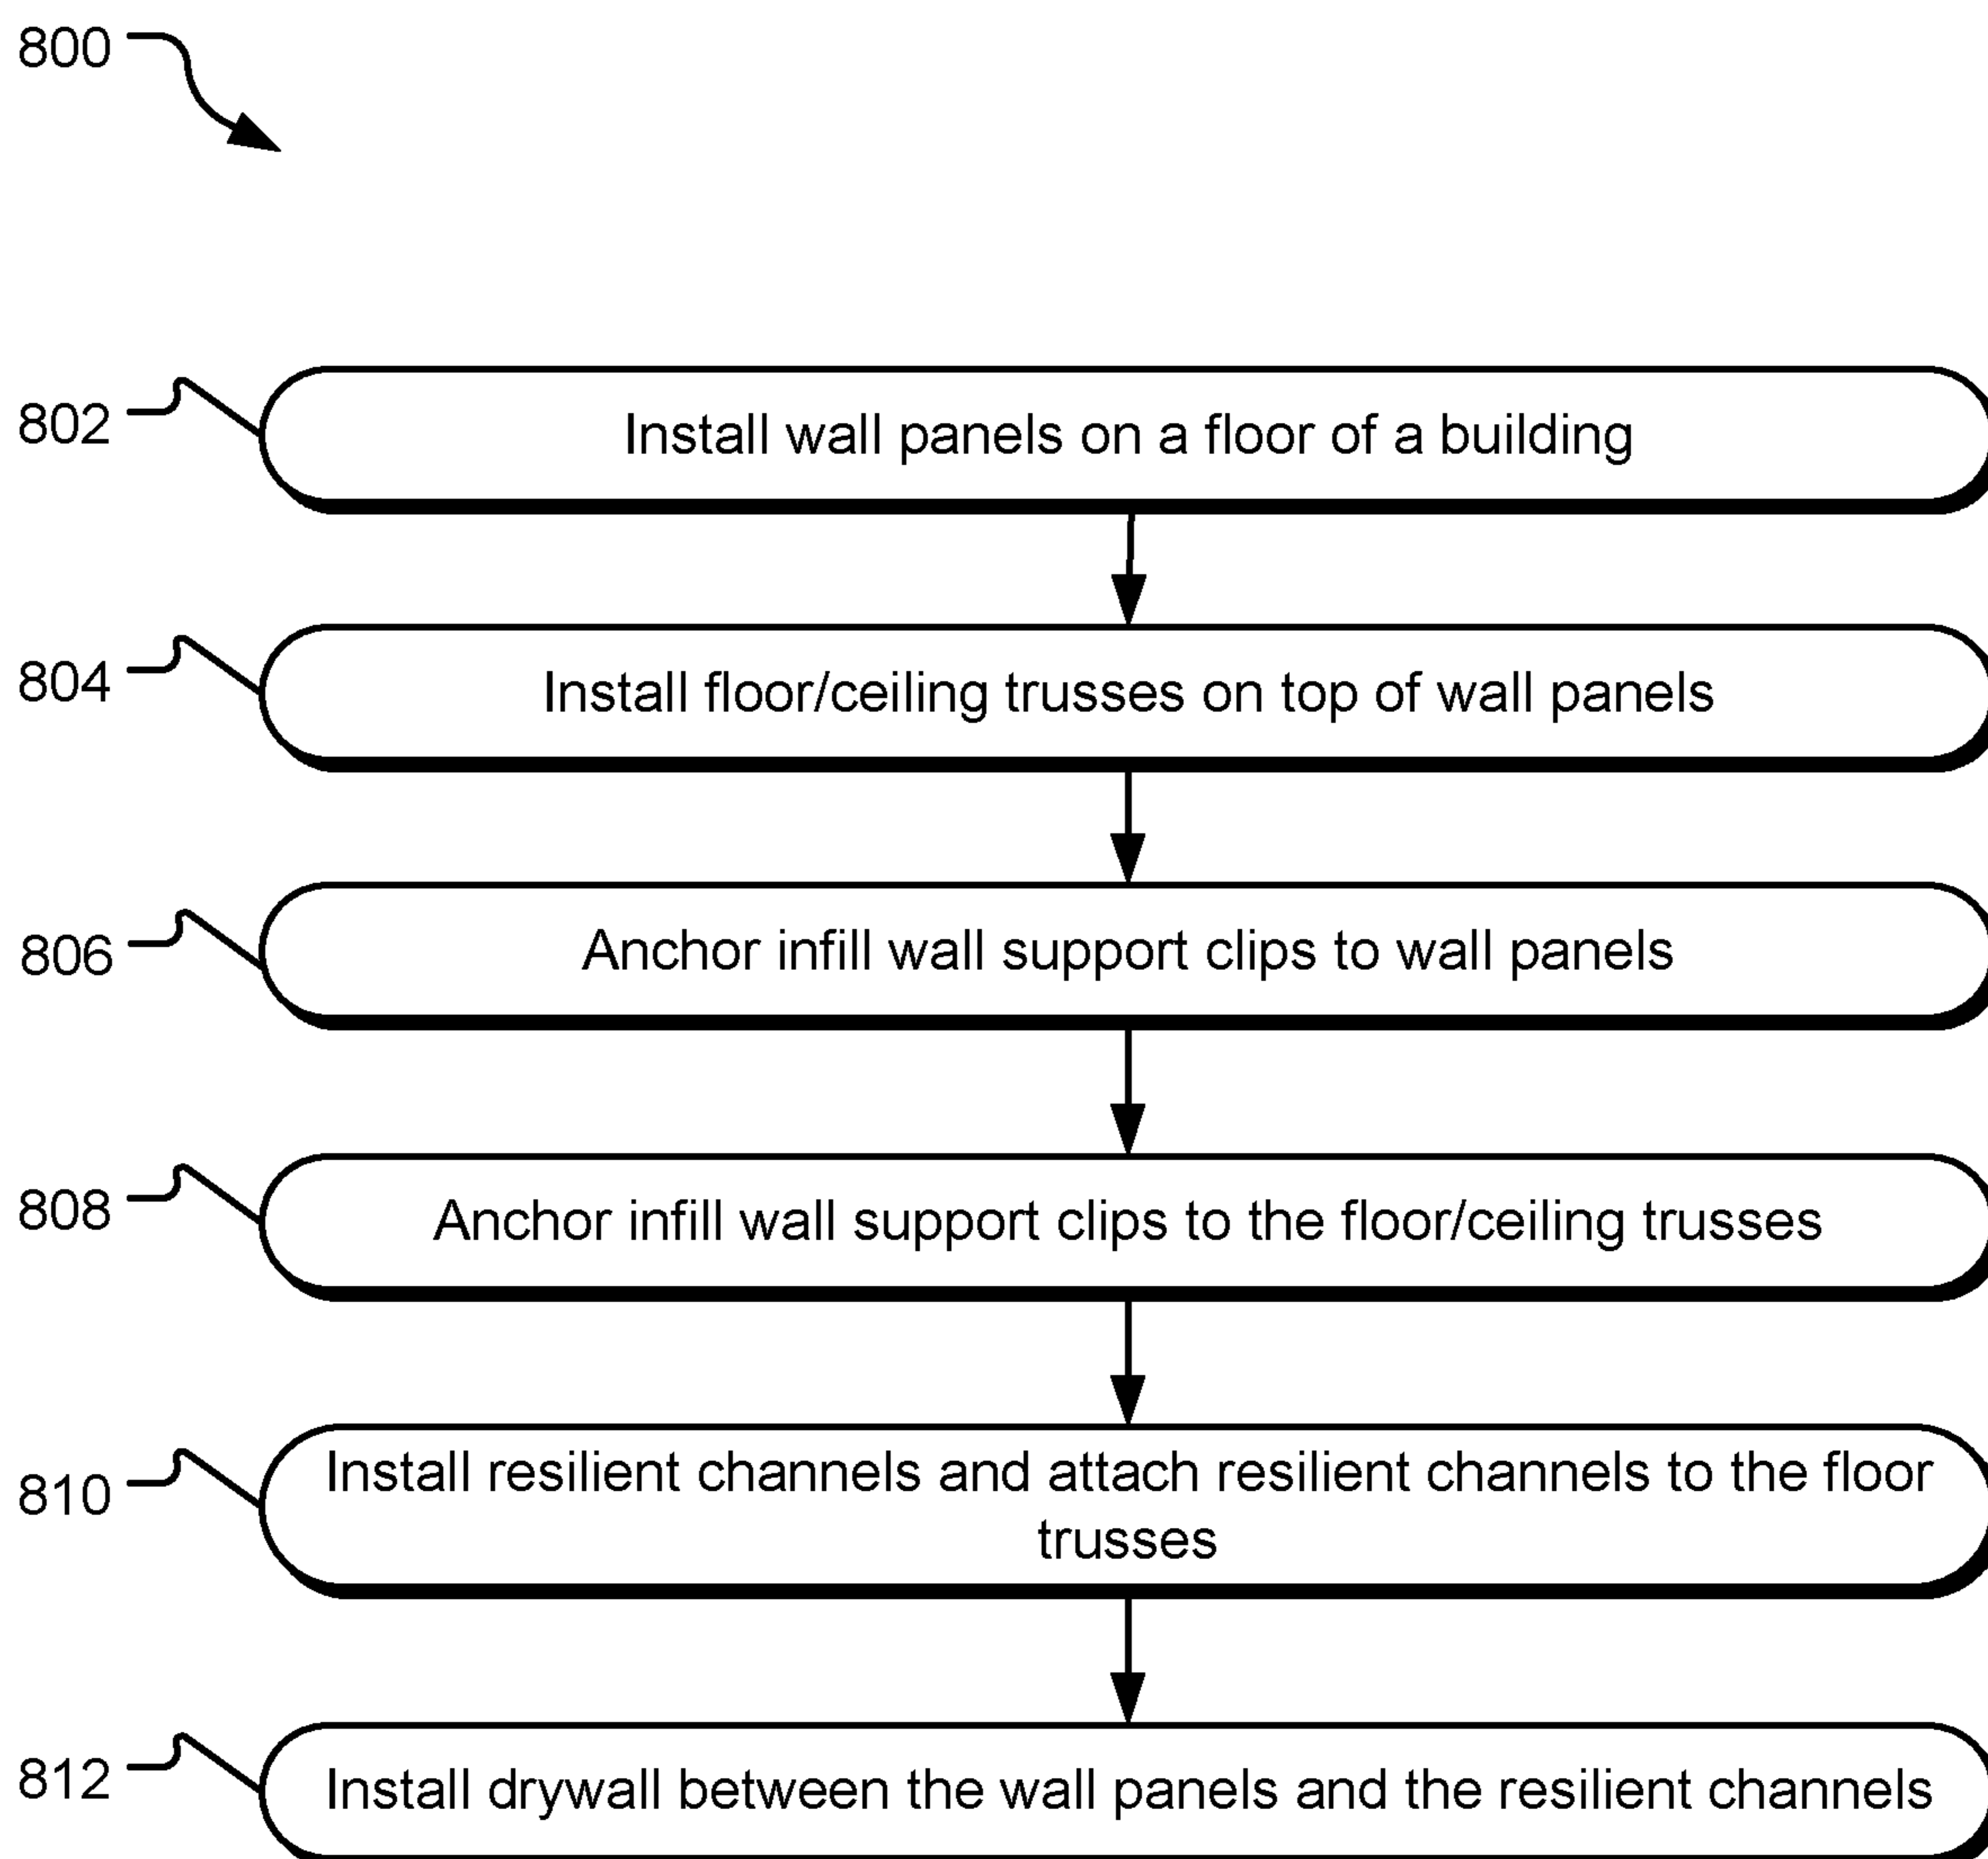 800
802
Install wall panels on a floor of a building
804
Install floor/ceiling trusses on top of wall panels
806
Anchor infill wall support clips to wall panels
808
Anchor infill wall support clips to the floor/ceiling trusses
810
Install resilient channels and attach resilient channels to the floor
trusses
812
Install drywall between the wall panels and the resilient channels